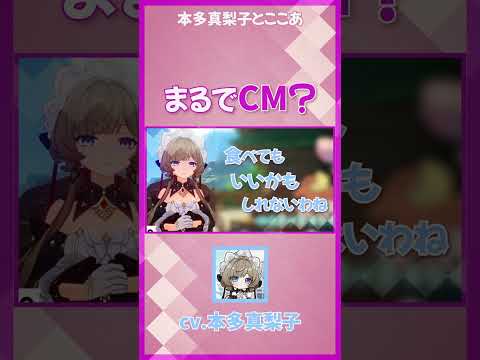 本多真梨子とここあ
まるでCM?
食べても
いいかも
しれないわね
cv.本多真梨子